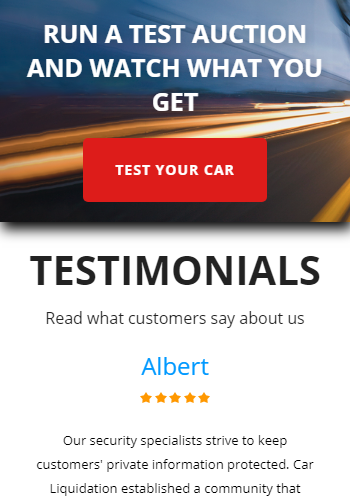 RUN A TEST AUCTION
AND WATCH WHAT YOU
GET
TEST YOUR CAR
TESTIMONIALS
Read what customers say about us
Albert
Our security specialists strive to keep
customers' private information protected. Car
Liquidation established a community that